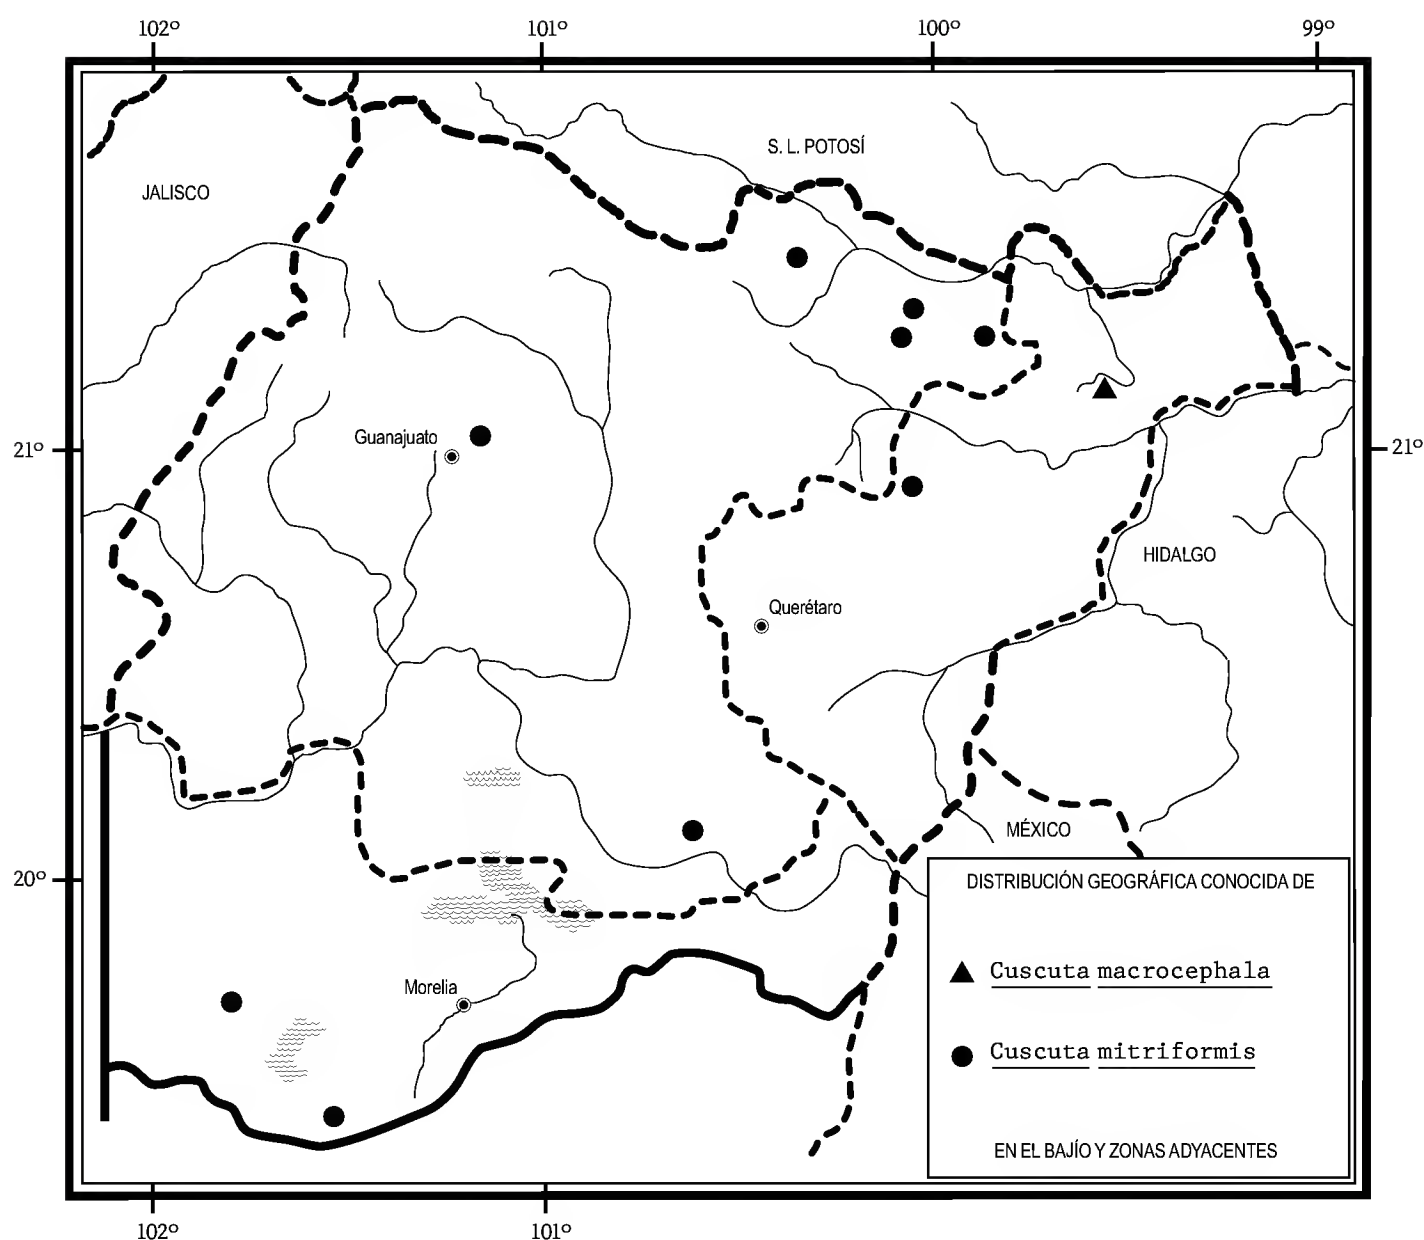 102º 101º 100º 99º
S. L. POTOSÍ
JALISCO
Guanajuato
21º
21º
HIDALGO
Querétaro
MÉXICO
20º
DISTRIBUCIÓN GEOGRÁFICA CONOCIDA DE
Cuscuta macrocephala
Morelia
Cuscuta mitriformis
EN EL BAJÍO Y ZONAS ADYACENTES
102º 101º